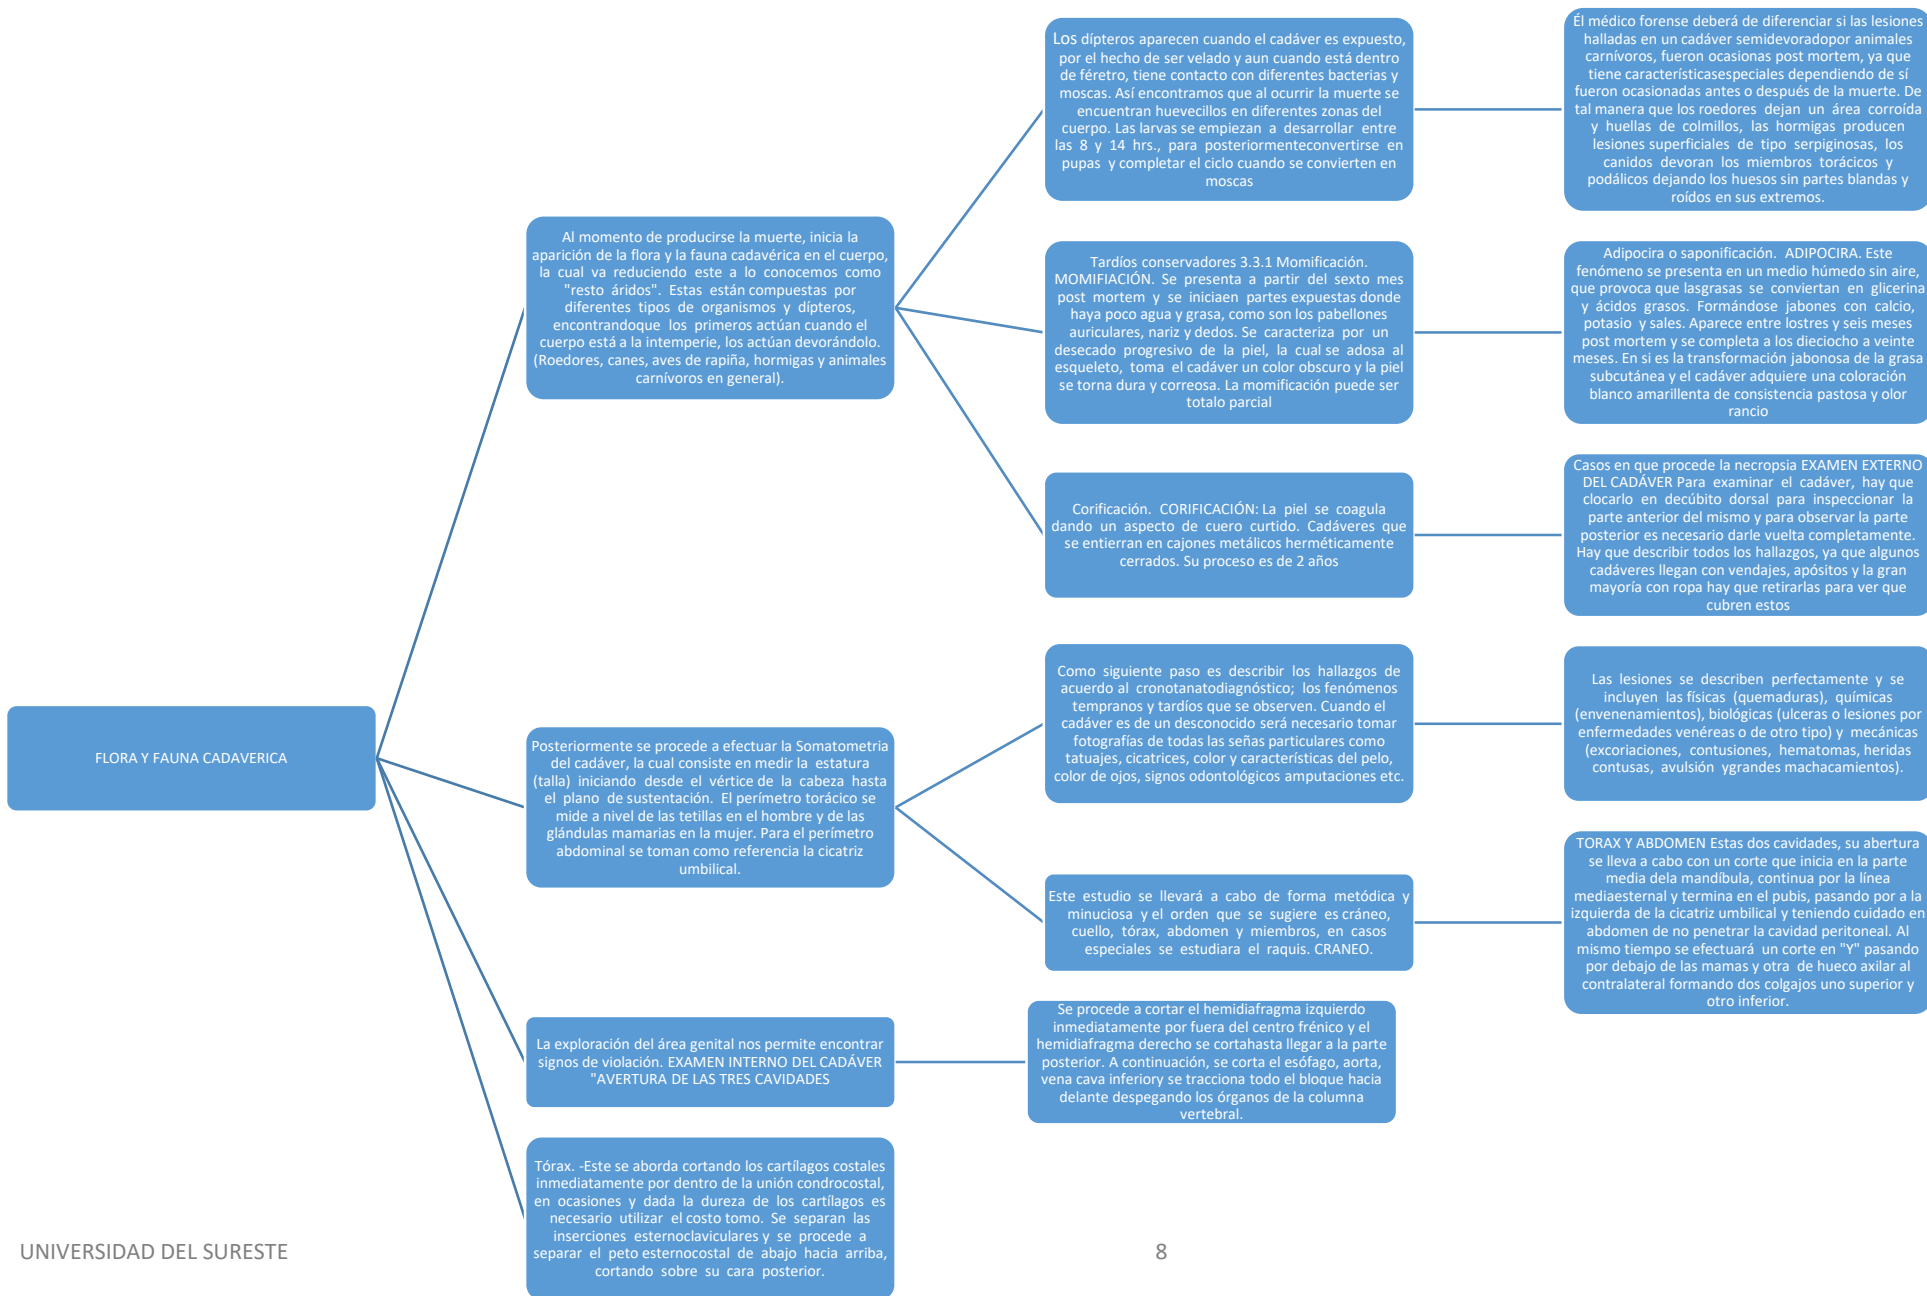 FLORA Y FAUNA CADAVERICA
Al momento de producirse la muerte, inicia la
aparición de la flora y la fauna cadavérica en el cuerpo,
la cual va reduciendo este a lo conocemos como
"resto áridos". Estas están compuestas por
diferentes tipos de organismos y dípteros,
encontrandoque los primeros actúan cuando el
cuerpo está a la intemperie, los actúan devorándolo.
(Roedores, canes, aves de rapiña, hormigas y animales
carnívoros en general).
Los dípteros aparecen cuando el cadáver es expuesto,
por el hecho de ser velado y aun cuando está dentro
de féretro, tiene contacto con diferentes bacterias y
moscas. Así encontramos que al ocurrir la muerte se
encuentran huevecillos en diferentes zonas del
cuerpo. Las larvas se empiezan a desarrollar entre
las 8 y 14 hrs., para posteriormenteconvertirse en
pupas y completar el ciclo cuando se convierten en
moscas
Él médico forense deberá de diferenciar si las lesiones
halladas en un cadáver semidevoradopor animales
carnívoros, fueron ocasionas post mortem, ya que
tiene característicasespeciales dependiendo de sí
fueron ocasionadas antes o después de la muerte. De
tal manera que los roedores dejan un área corroída
y huellas de colmillos, las hormigas producen
lesiones superficiales de tipo serpiginosas, los
canidos devoran los miembros torácicos y
podálicos dejando los huesos sin partes blandas y
roídos en sus extremos.
Tardíos conservadores 3.3.1 Momificación.
MOMIFIACIÓN. Se presenta a partir del sexto mes
post mortem y se iniciaen partes expuestas donde
haya poco agua y grasa, como son los pabellones
auriculares, nariz y dedos. Se caracteriza por un
desecado progresivo de la piel, la cual se adosa al
esqueleto, toma el cadáver un color obscuro y la piel
se torna dura y correosa. La momificación puede ser
totalo parcial
Adipocira o saponificación. ADIPOCIRA. Este
fenómeno se presenta en un medio húmedo sin aire,
que provoca que lasgrasas se conviertan en glicerina
y ácidos grasos. Formándose jabones con calcio,
potasio y sales. Aparece entre lostres y seis meses
post mortem y se completa a los dieciocho a veinte
meses. En si es la transformación jabonosa de la grasa
subcutánea y el cadáver adquiere una coloración
blanco amarillenta de consistencia pastosa y olor
rancio
Corificación. CORIFICACIÓN: La piel se coagula
dando un aspecto de cuero curtido. Cadáveres que
se entierran en cajones metálicos herméticamente
cerrados. Su proceso es de 2 años
Casos en que procede la necropsia EXAMEN EXTERNO
DEL CADÁVER Para examinar el cadáver, hay que
clocarlo en decúbito dorsal para inspeccionar la
parte anterior del mismo y para observar la parte
posterior es necesario darle vuelta completamente.
Hay que describir todos los hallazgos, ya que algunos
cadáveres llegan con vendajes, apósitos y la gran
mayoría con ropa hay que retirarlas para ver que
cubren estos
Posteriormente se procede a efectuar la Somatometria
del cadáver, la cual consiste en medir la estatura
(talla) iniciando desde el vértice de la cabeza hasta
el plano de sustentación. El perímetro torácico se
mide a nivel de las tetillas en el hombre y de las
glándulas mamarias en la mujer. Para el perímetro
abdominal se toman como referencia la cicatriz
umbilical.
Como siguiente paso es describir los hallazgos de
acuerdo al cronotanatodiagnóstico; los fenómenos
tempranos y tardíos que se observen. Cuando el
cadáver es de un desconocido será necesario tomar
fotografías de todas las señas particulares como
tatuajes, cicatrices, color y características del pelo,
color de ojos, signos odontológicos amputaciones etc.
Las lesiones se describen perfectamente y se
incluyen las físicas (quemaduras), químicas
(envenenamientos), biológicas (ulceras o lesiones por
enfermedades venéreas o de otro tipo) y mecánicas
(excoriaciones, contusiones, hematomas, heridas
contusas, avulsión ygrandes machacamientos).
Este estudio se llevará a cabo de forma metódica y
minuciosa y el orden que se sugiere es cráneo,
cuello, tórax, abdomen y miembros, en casos
especiales se estudiara el raquis. CRANEO.
TORAX Y ABDOMEN Estas dos cavidades, su abertura
se lleva a cabo con un corte que inicia en la parte
media dela mandíbula, continua por la línea
mediaesternal y termina en el pubis, pasando por a la
izquierda de la cicatriz umbilical y teniendo cuidado en
abdomen de no penetrar la cavidad peritoneal. Al
mismo tiempo se efectuará un corte en "Y" pasando
por debajo de las mamas y otra de hueco axilar al
contralateral formando dos colgajos uno superior y
otro inferior.
La exploración del área genital nos permite encontrar
signos de violación. EXAMEN INTERNO DEL CADÁVER
"AVERTURA DE LAS TRES CAVIDADES
Se procede a cortar el hemidiafragma izquierdo
inmediatamente por fuera del centro frénico y el
hemidiafragma derecho se cortahasta llegar a la parte
posterior. A continuación, se corta el esófago, aorta,
vena cava inferiory se tracciona todo el bloque hacia
delante despegando los órganos de la columna
vertebral.
Tórax. -Este se aborda cortando los cartílagos costales
inmediatamente por dentro de la unión condrocostal,
en ocasiones y dada la dureza de los cartílagos es
necesario utilizar el costo tomo. Se separan las
inserciones esternoclaviculares y se procede a
separar el peto esternocostal de abajo hacia arriba,
cortando sobre su cara posterior.
UNIVERSIDAD DEL SURESTE
8